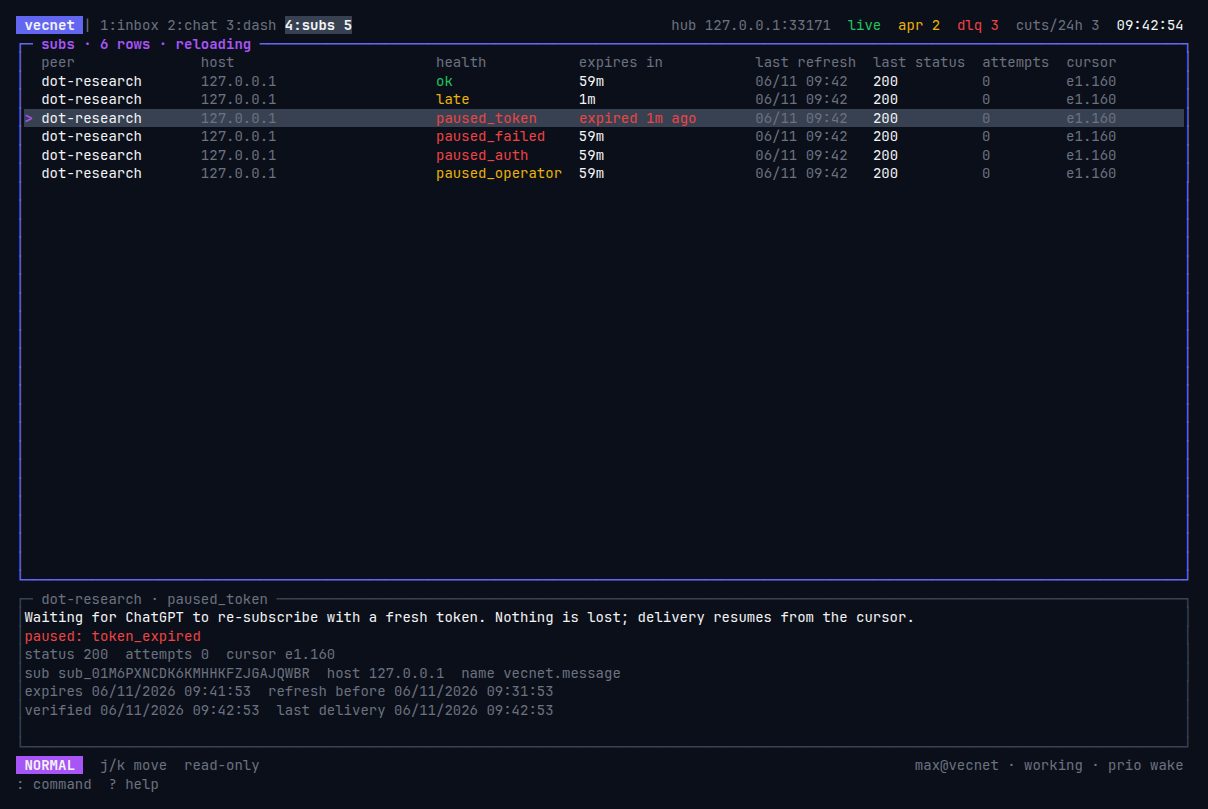 vecnet | 1:inbox 2:chat 3:dash 4:subs 5 hub 127.0.0.1:33171 live apr 2 dlq 3 cuts/24h 3 09:42:54
subs · 6 rows · reloading
peer host health expires in last refresh last status attempts cursor
dot-research 127.0.0.1 ok 59m 06/11 09:42 200 0 e1.160
dot-research 127.0.0.1 late 1m 06/11 09:42 200 0 e1.160
> dot-research 127.0.0.1 paused_token expired 1m ago 06/11 09:42 200 0 e1.160
dot-research 127.0.0.1 paused_failed 59m 06/11 09:42 200 0 e1.160
dot-research 127.0.0.1 paused_auth 59m 06/11 09:42 200 0 e1.160
dot-research 127.0.0.1 paused_operator 59m 06/11 09:42 200 0 e1.160
dot-research · paused_token
Waiting for ChatGPT to re-subscribe with a fresh token. Nothing is lost; delivery resumes from the cursor.
paused: token_expired
status 200 attempts 0 cursor e1.160
sub sub_01M6PXNCDK6KMHHKFZJGAJQWBR host 127.0.0.1 name vecnet.message
expires 06/11/2026 09:41:53 refresh before 06/11/2026 09:31:53
verified 06/11/2026 09:42:53 last delivery 06/11/2026 09:42:53
NORMAL j/k move read-only max@vecnet · working · prio wake
: command ? help